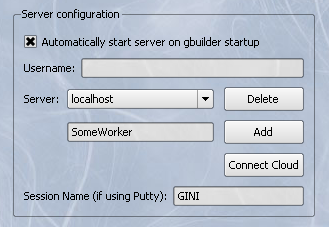 Server configuration
Automatically start server on gbuilder startup
Username:
Server: localhost Delete
SomeWorker Add
Connect Cloud
Session Name (if using Putty): GINI